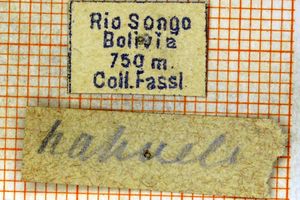 Rio Songo
Bolivia
750 m.
Coll. Fassl
hahneli